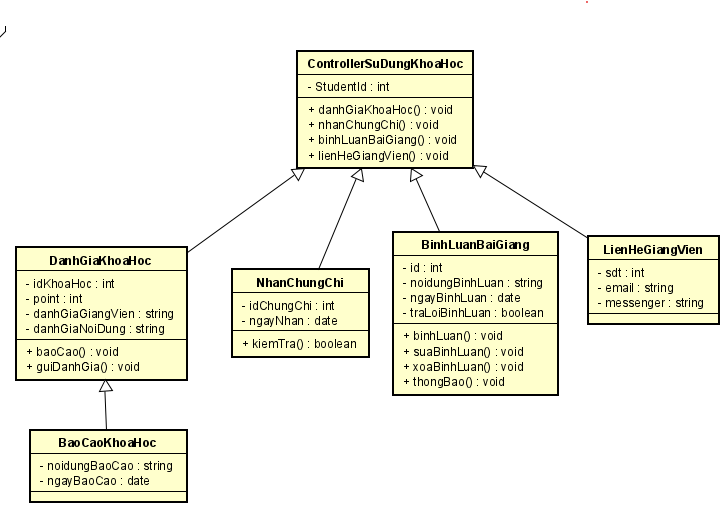 ControllerSuDungKhoaHoc
- StudentId : int
+ danhGiaKhoaHoc() : void
+ nhanChungChi() : void
+ binhLuanBaiGiang() : void
+ lienHeGiangVien() : void
DanhGiaKhoaHoc
- idKhoaHoc : int
- point : int
- danhGiaGiangVien : string
- danhGiaNoiDung : string
+ baoCao() : void
+ guiDanhGia() : void
NhanChungChi
- idChungChi : int
- ngayNhan : date
+ kiemTra() : boolean
BinhLuanBaiGiang
- id : int
- noidungBinhLuan : string
- ngayBinhLuan : date
- traLoiBinhLuan : boolean
+ binhLuan() : void
+ suaBinhLuan() : void
+ xoaBinhLuan() : void
+ thongBao() : void
LienHeGiangVien
- sdt : int
- email : string
- messenger : string
BaoCaoKhoaHoc
- noidungBaoCao : string
- ngayBaoCao : date